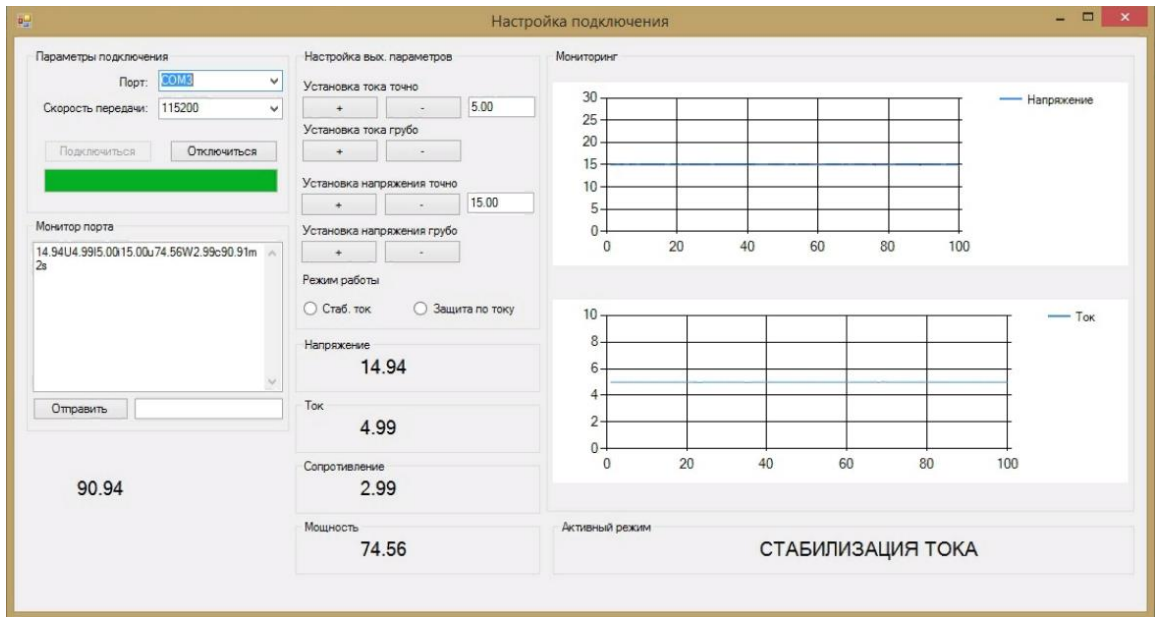 Настройка подключения
Параметры подключения
Порт: COM3
Скорость передачи: 115200
Подключиться Отключиться
Монитор порта
14.94U4.99I5.00i15.00u74.56W2.99c90.91m
2s
Отправить
90.94
Настройка вых. параметров
Установка тока точно
+ - 5.00
Установка тока грубо
+ -
Установка напряжения точно
+ - 15.00
Установка напряжения грубо
+ -
Режим работы
Стаб. ток Защита по току
Напряжение
14.94
Ток
4.99
Сопротивление
2.99
Мощность
74.56
Мониторинг
30
25
20
15
10
5
0
0 20 40 60 80 100
Напряжение
10
8
6
4
2
0
0 20 40 60 80 100
Ток
Активный режим
СТАБИЛИЗАЦИЯ ТОКА